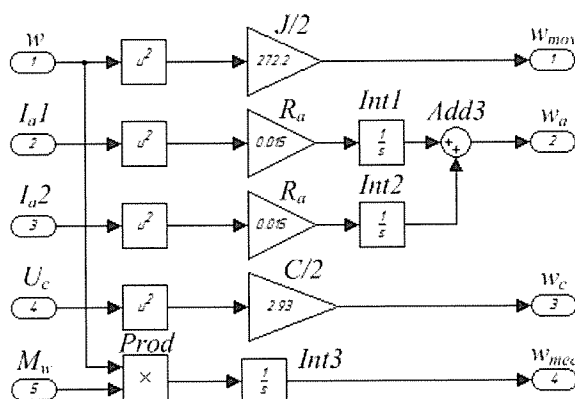 w
J/2
w_mov
1
u²
272.2
1
I_a1
R_a
Int1
Add3
w_a
2
u²
0.015
1/s
+
+
2
I_a2
R_a
Int2
3
u²
0.015
1/s
U_c
C/2
w_c
4
u²
2.93
3
M_w
Prod
Int3
w_mec
5
×
1/s
4